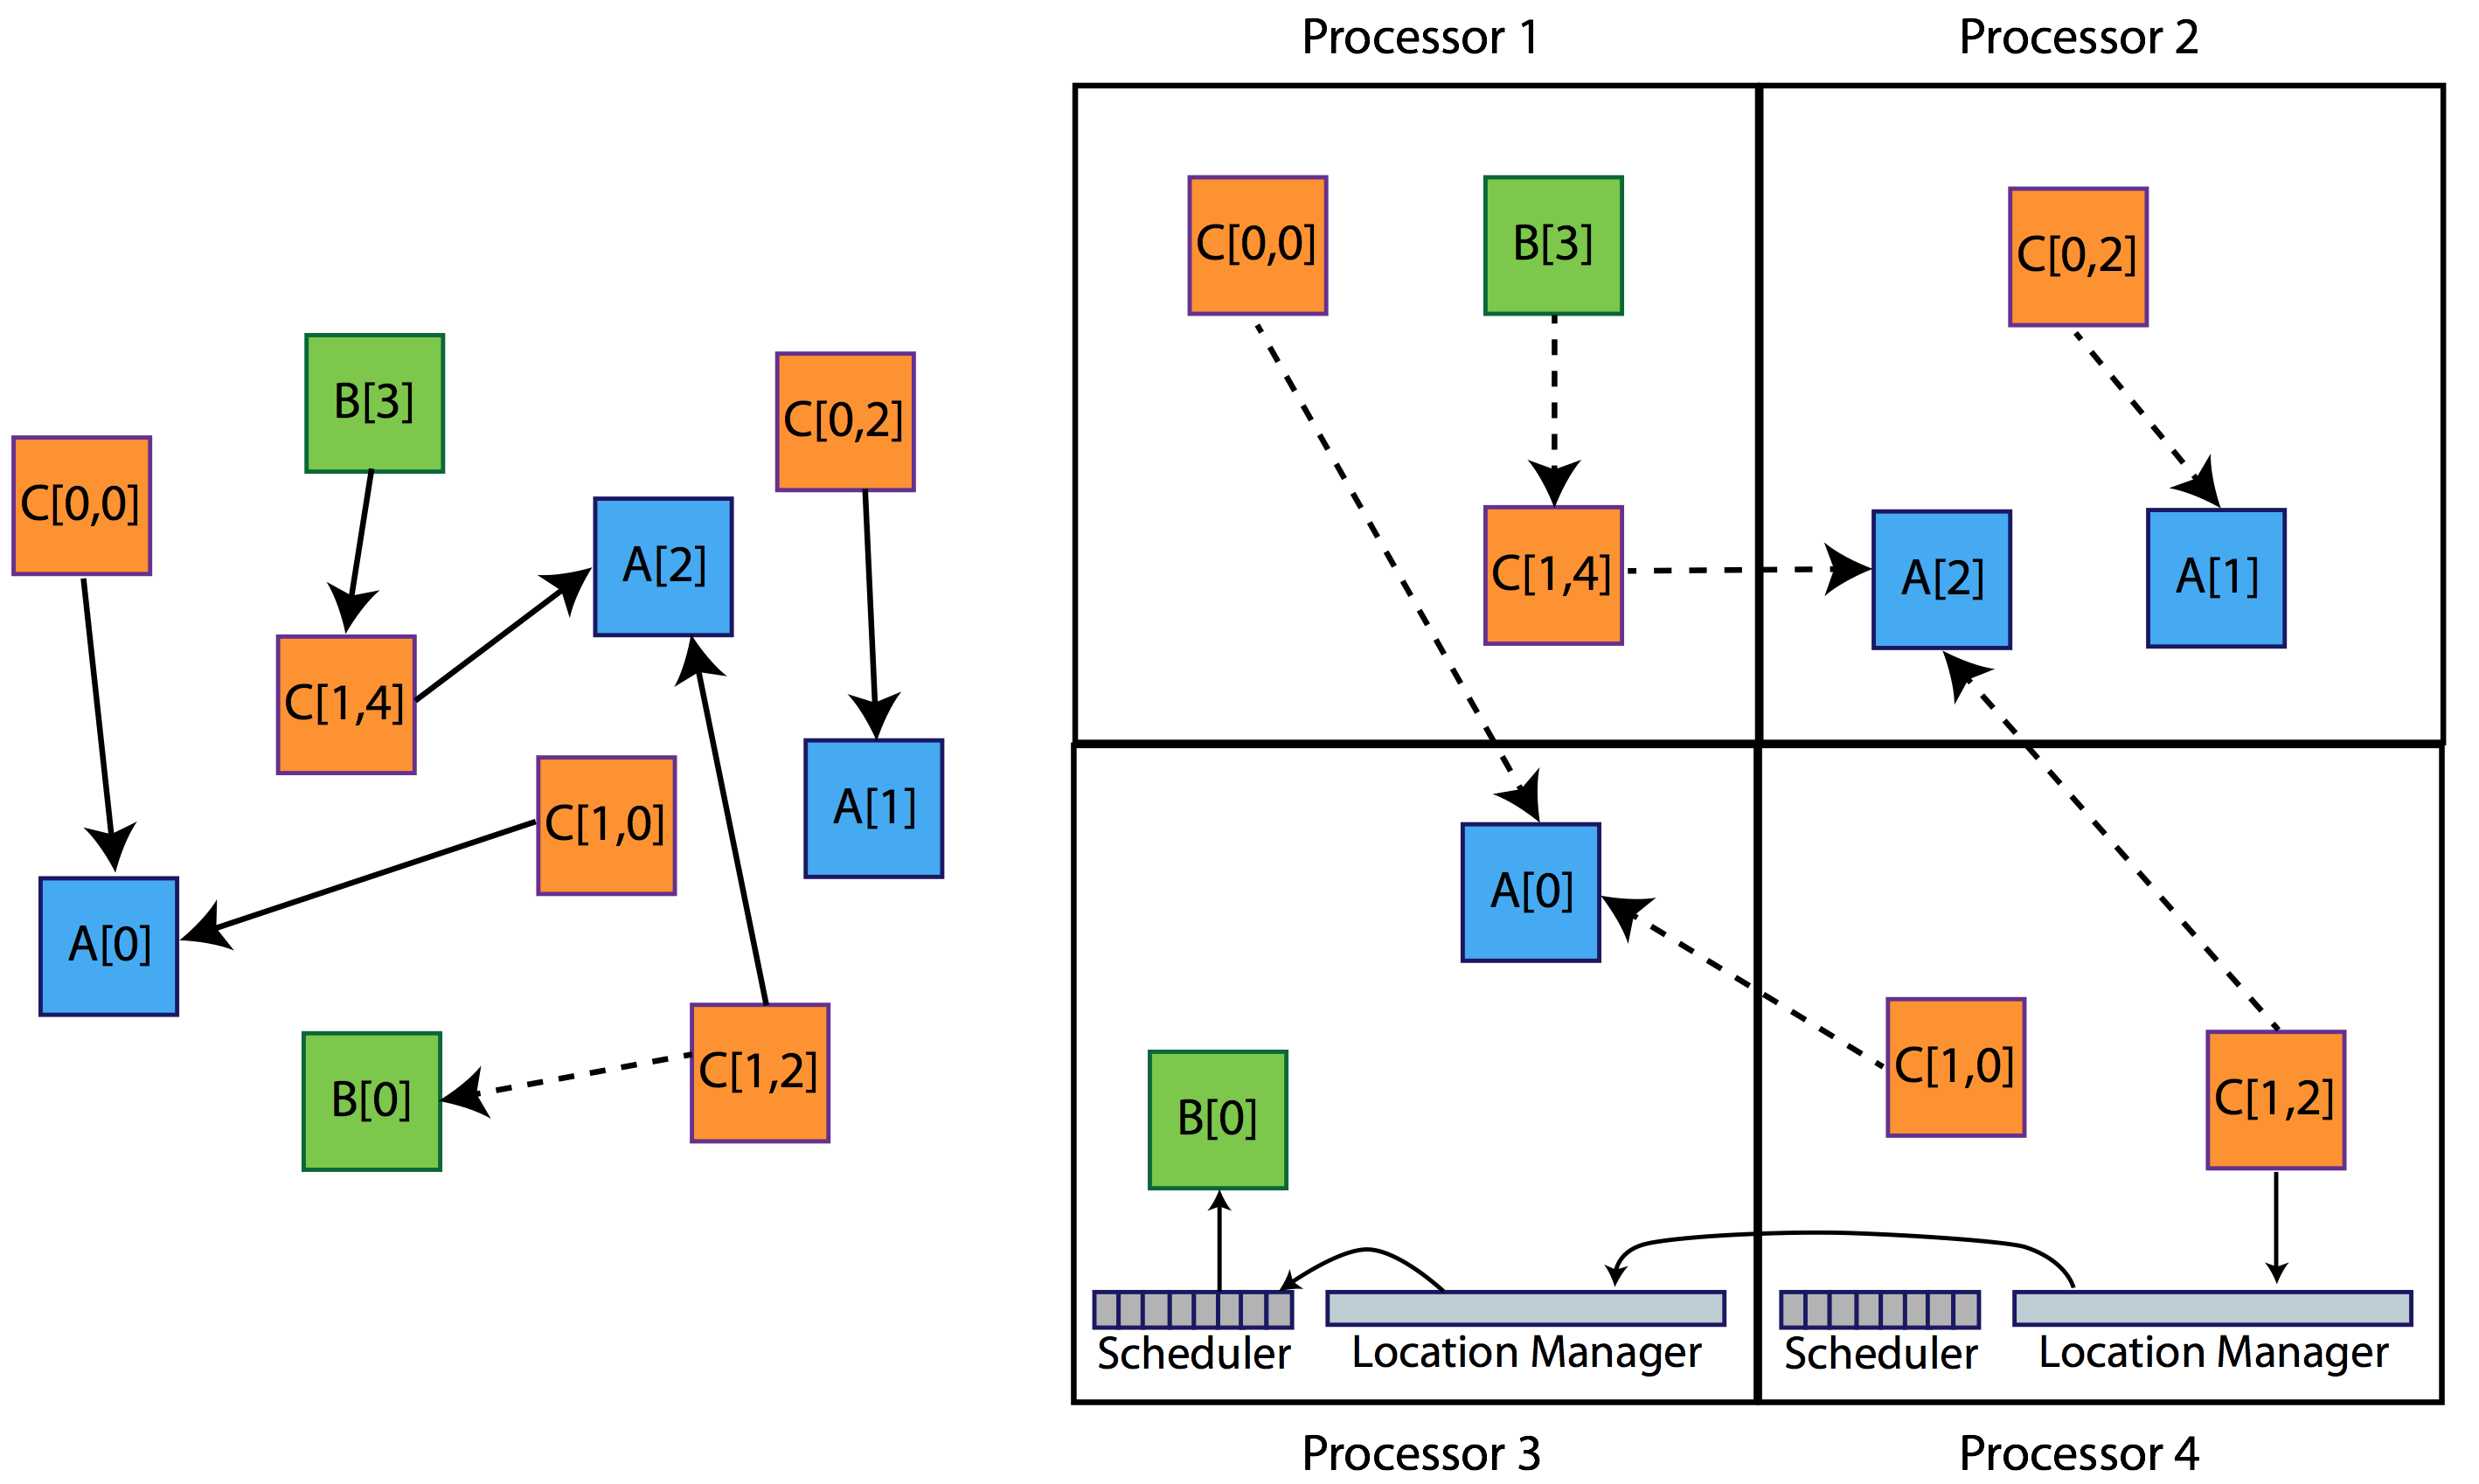 B[3]
C[0,2]
C[0,0]
A[2]
C[1,4]
A[1]
C[1,0]
A[0]
C[1,2]
B[0]
Processor 1
Processor 2
C[0,0]
B[3]
C[0,2]
C[1,4]
A[2]
A[1]
A[0]
C[1,0]
C[1,2]
B[0]
Scheduler
Location Manager
Scheduler
Location Manager
Processor 3
Processor 4